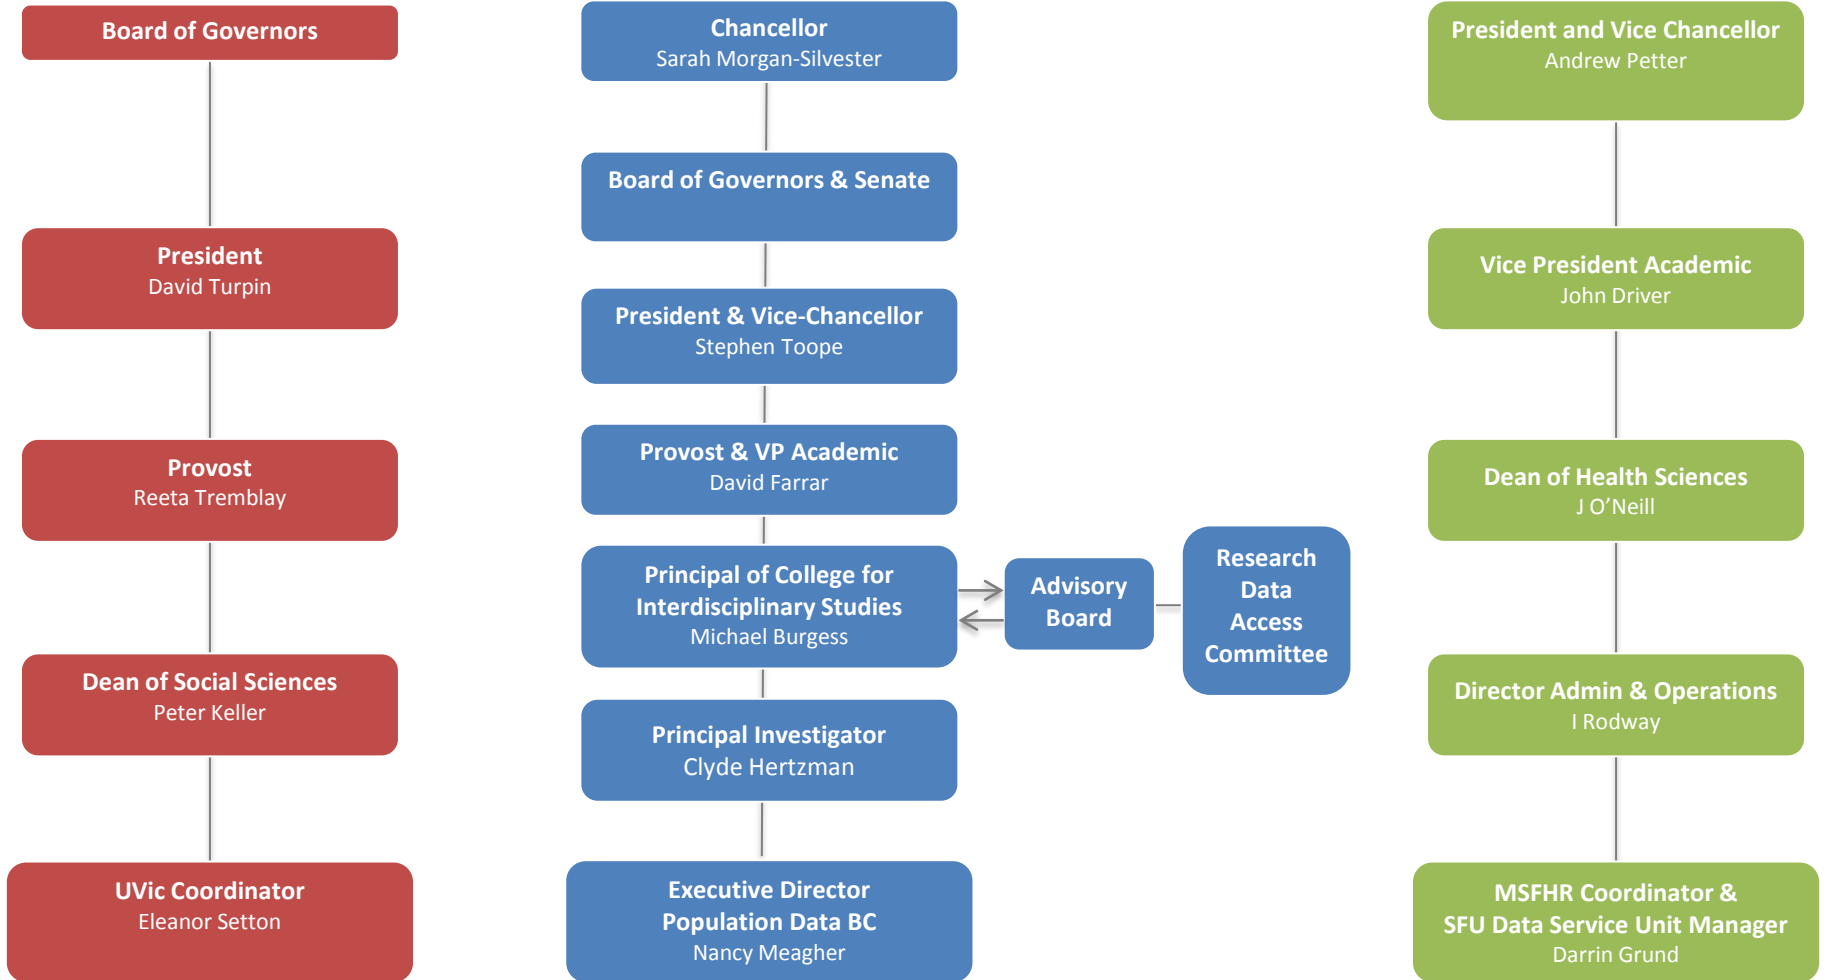 Board of Governors
President
David Turpin
Provost
Reeta Tremblay
Dean of Social Sciences
Peter Keller
UVic Coordinator
Eleanor Setton
Chancellor
Sarah Morgan-Silvester
Board of Governors & Senate
President & Vice-Chancellor
Stephen Toope
Provost & VP Academic
David Farrar
Principal of College for
Interdisciplinary Studies
Michael Burgess
Advisory
Board
Research
Data
Access
Committee
Principal Investigator
Clyde Hertzman
Executive Director
Population Data BC
Nancy Meagher
President and Vice Chancellor
Andrew Petter
Vice President Academic
John Driver
Dean of Health Sciences
J O’Neill
Director Admin & Operations
I Rodway
MSFHR Coordinator &
SFU Data Service Unit Manager
Darrin Grund